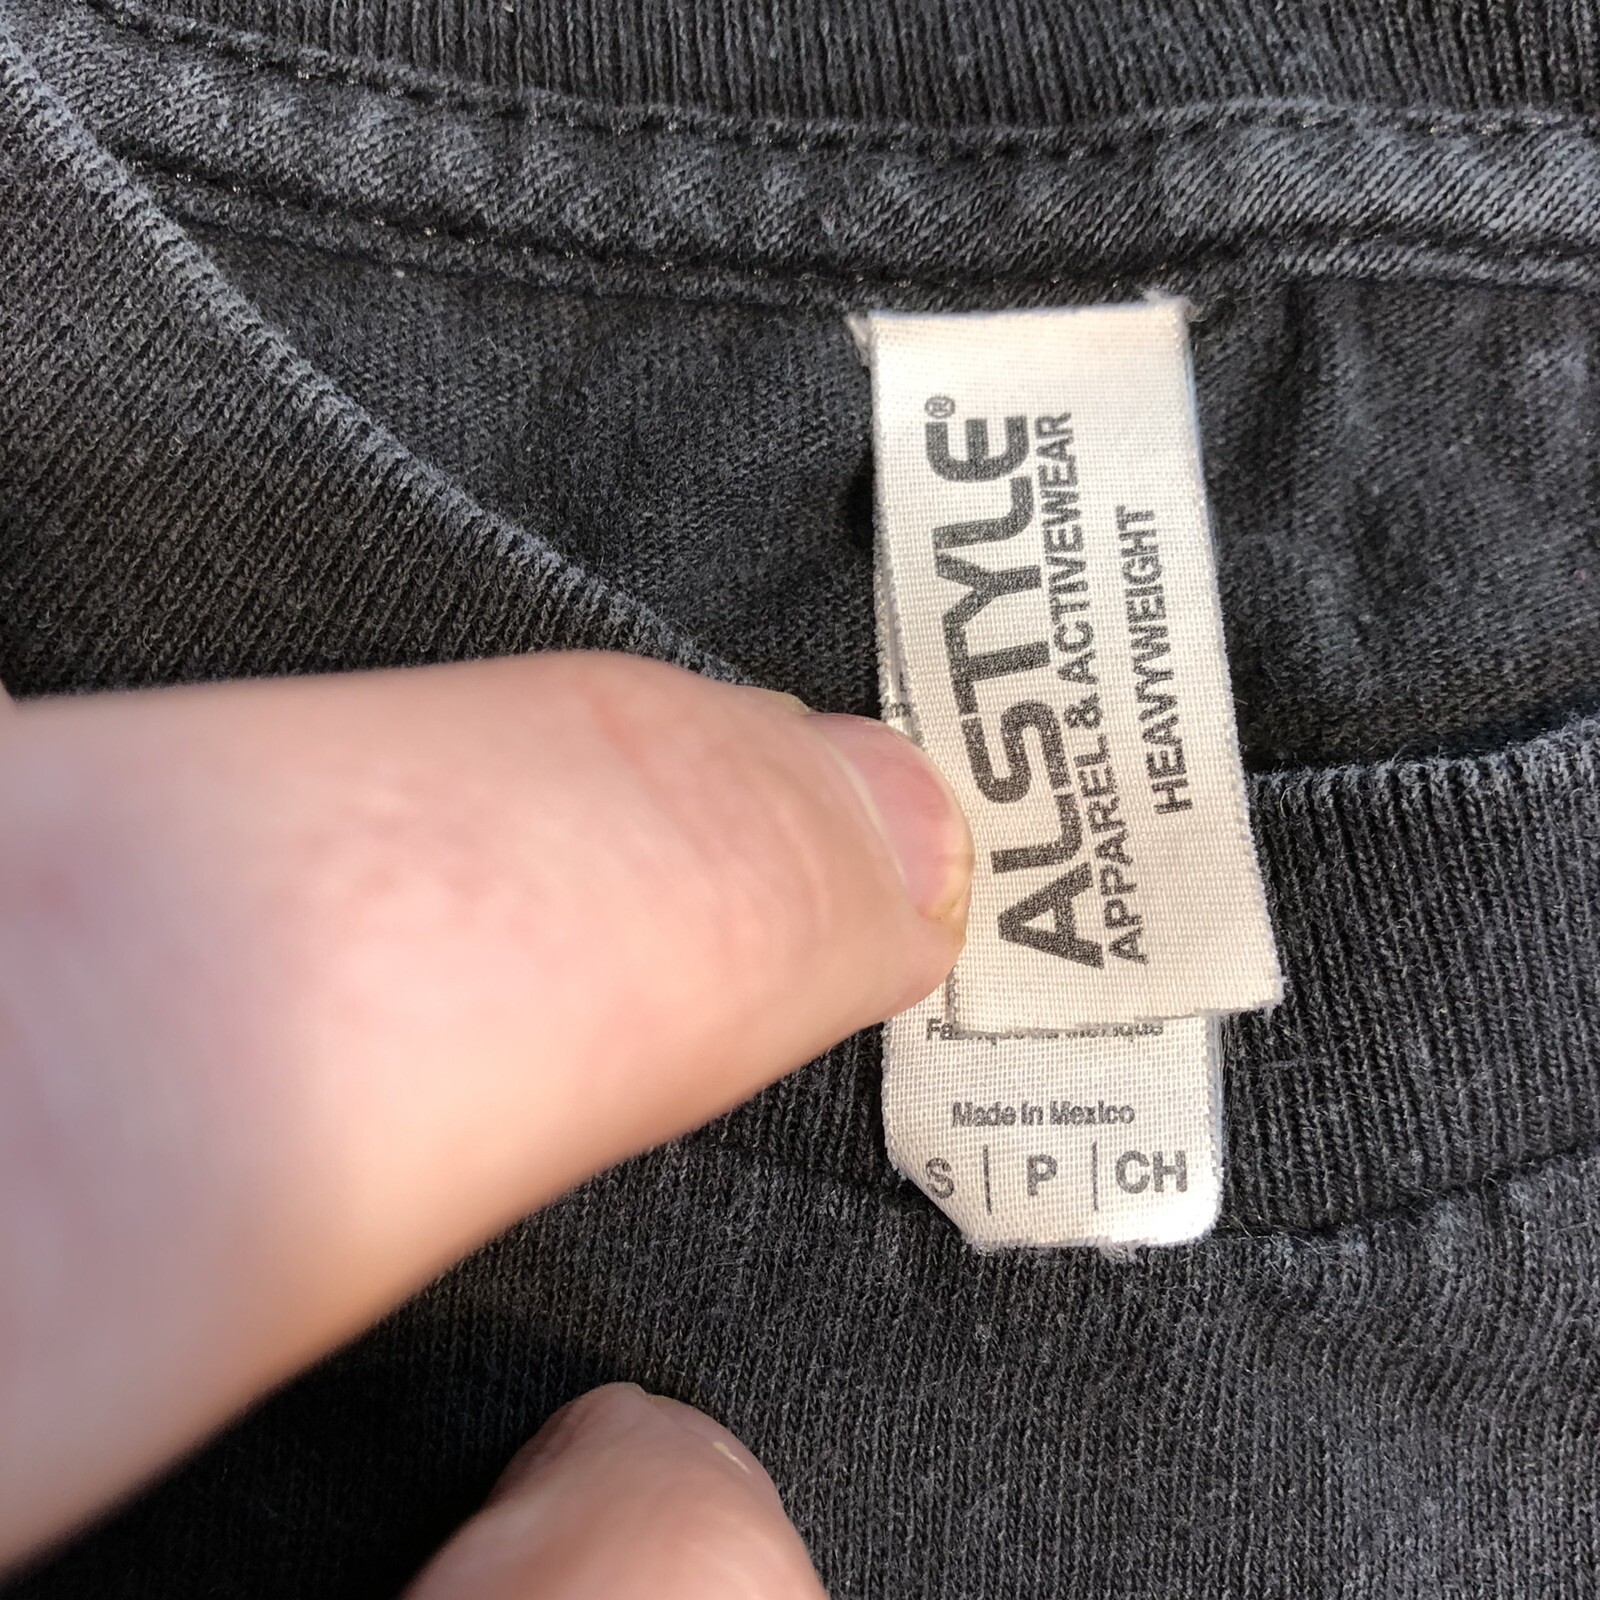 ALSTYLE®
APPAREL & ACTIVEWEAR
HEAVYWEIGHT
Made in Mexico
S | P | CH